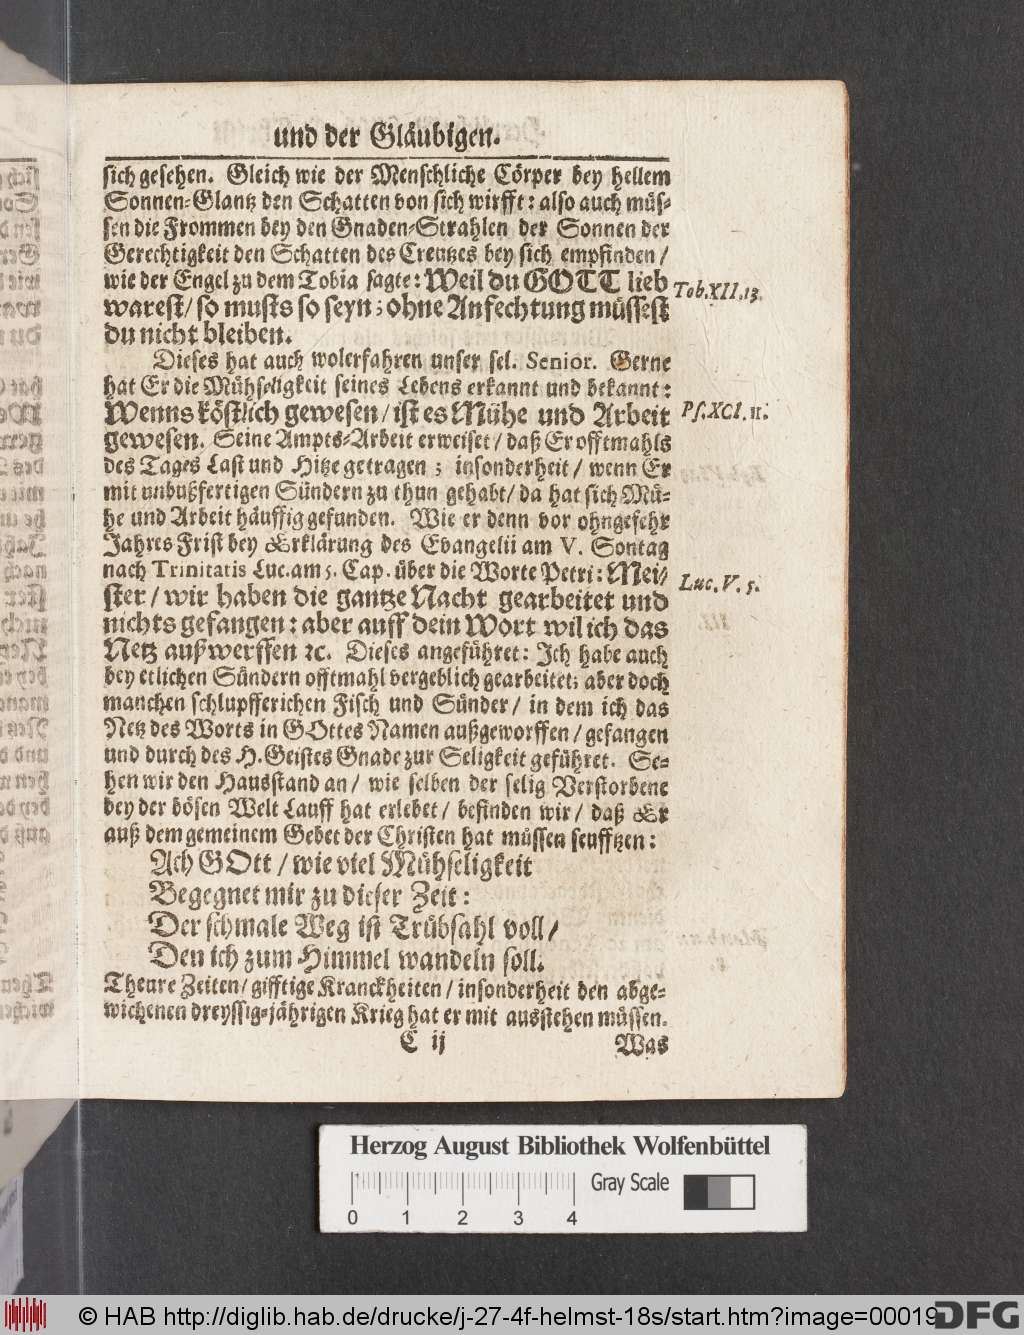 und der Gläubigen.
sich gesehen. Gleich wie der Menschliche Cörper bey hellem
Sonnen-Glantz den Schatten von sich wirfft: also auch müs-
sen die Frommen bey den Gnaden-Strahlen der Sonnen der
Gerechtigkeit den Schatten des Creutzes bey sich empfinden /
wie der Engel zu dem Tobia sagte: Weil du GOTT lieb
Tob. XII. 13.
warest / so musts so seyn; ohne Anfechtung müssest
du nicht bleiben.
Dieses hat auch wolerfahren unser sel. Senior. Gerne
hat Er die Mühseligkeit seines Lebens erkannt und bekannt:
Wenns köstlich gewesen / ist es Mühe und Arbeit
Ps. XCI. 11.
gewesen. Seine Ampts-Arbeit erweiset / daß Er offtmahls
des Tages Last und Hitze getragen; insonderheit / wenn Er
mit unbußfertigen Sündern zu thun gehabt / da hat sich Mü-
he und Arbeit häuffig gefunden. Wie er denn vor ohngefehr
Jahres Frist bey Erklärung des Evangelii am V. Sontag
nach Trinitatis Luc. am 5. Cap. über die Worte Petri: Mei-
Luc. V. 5.
ster / wir haben die gantze Nacht gearbeitet und
nichts gefangen: aber auff dein Wort wil ich das
Netz außwerffen ꝛc. Dieses angeführet: Ich habe auch
bey etlichen Sündern offtmahl vergeblich gearbeitet; aber doch
manchen schlupfferichen Fisch und Sünder / in dem ich das
Netz des Worts in GOttes Namen außgeworffen / gefangen
und durch des H. Geistes Gnade zur Seligkeit geführet. Se-
hen wir den Hausstand an / wie selben der selig Verstorbene
bey der bösen Welt Lauff hat erlebet / befinden wir / daß Er
auß dem gemeinem Gebet der Christen hat müssen seufftzen:
Ach GOtt / wie viel Mühseligkeit
Begegnet mir zu dieser Zeit:
Der schmale Weg ist Trübsahl voll /
Den ich zum Himmel wandeln soll.
Theure Zeiten / gifftige Kranckheiten / insonderheit den abge-
wichenen dreyssig-jährigen Krieg hat er mit ausstehen müssen.
C ij
Was
Herzog August Bibliothek Wolfenbüttel
Gray Scale
0 1 2 3 4
© HAB http://diglib.hab.de/drucke/j-27-4f-helmst-18s/start.htm?image=00019
DFG